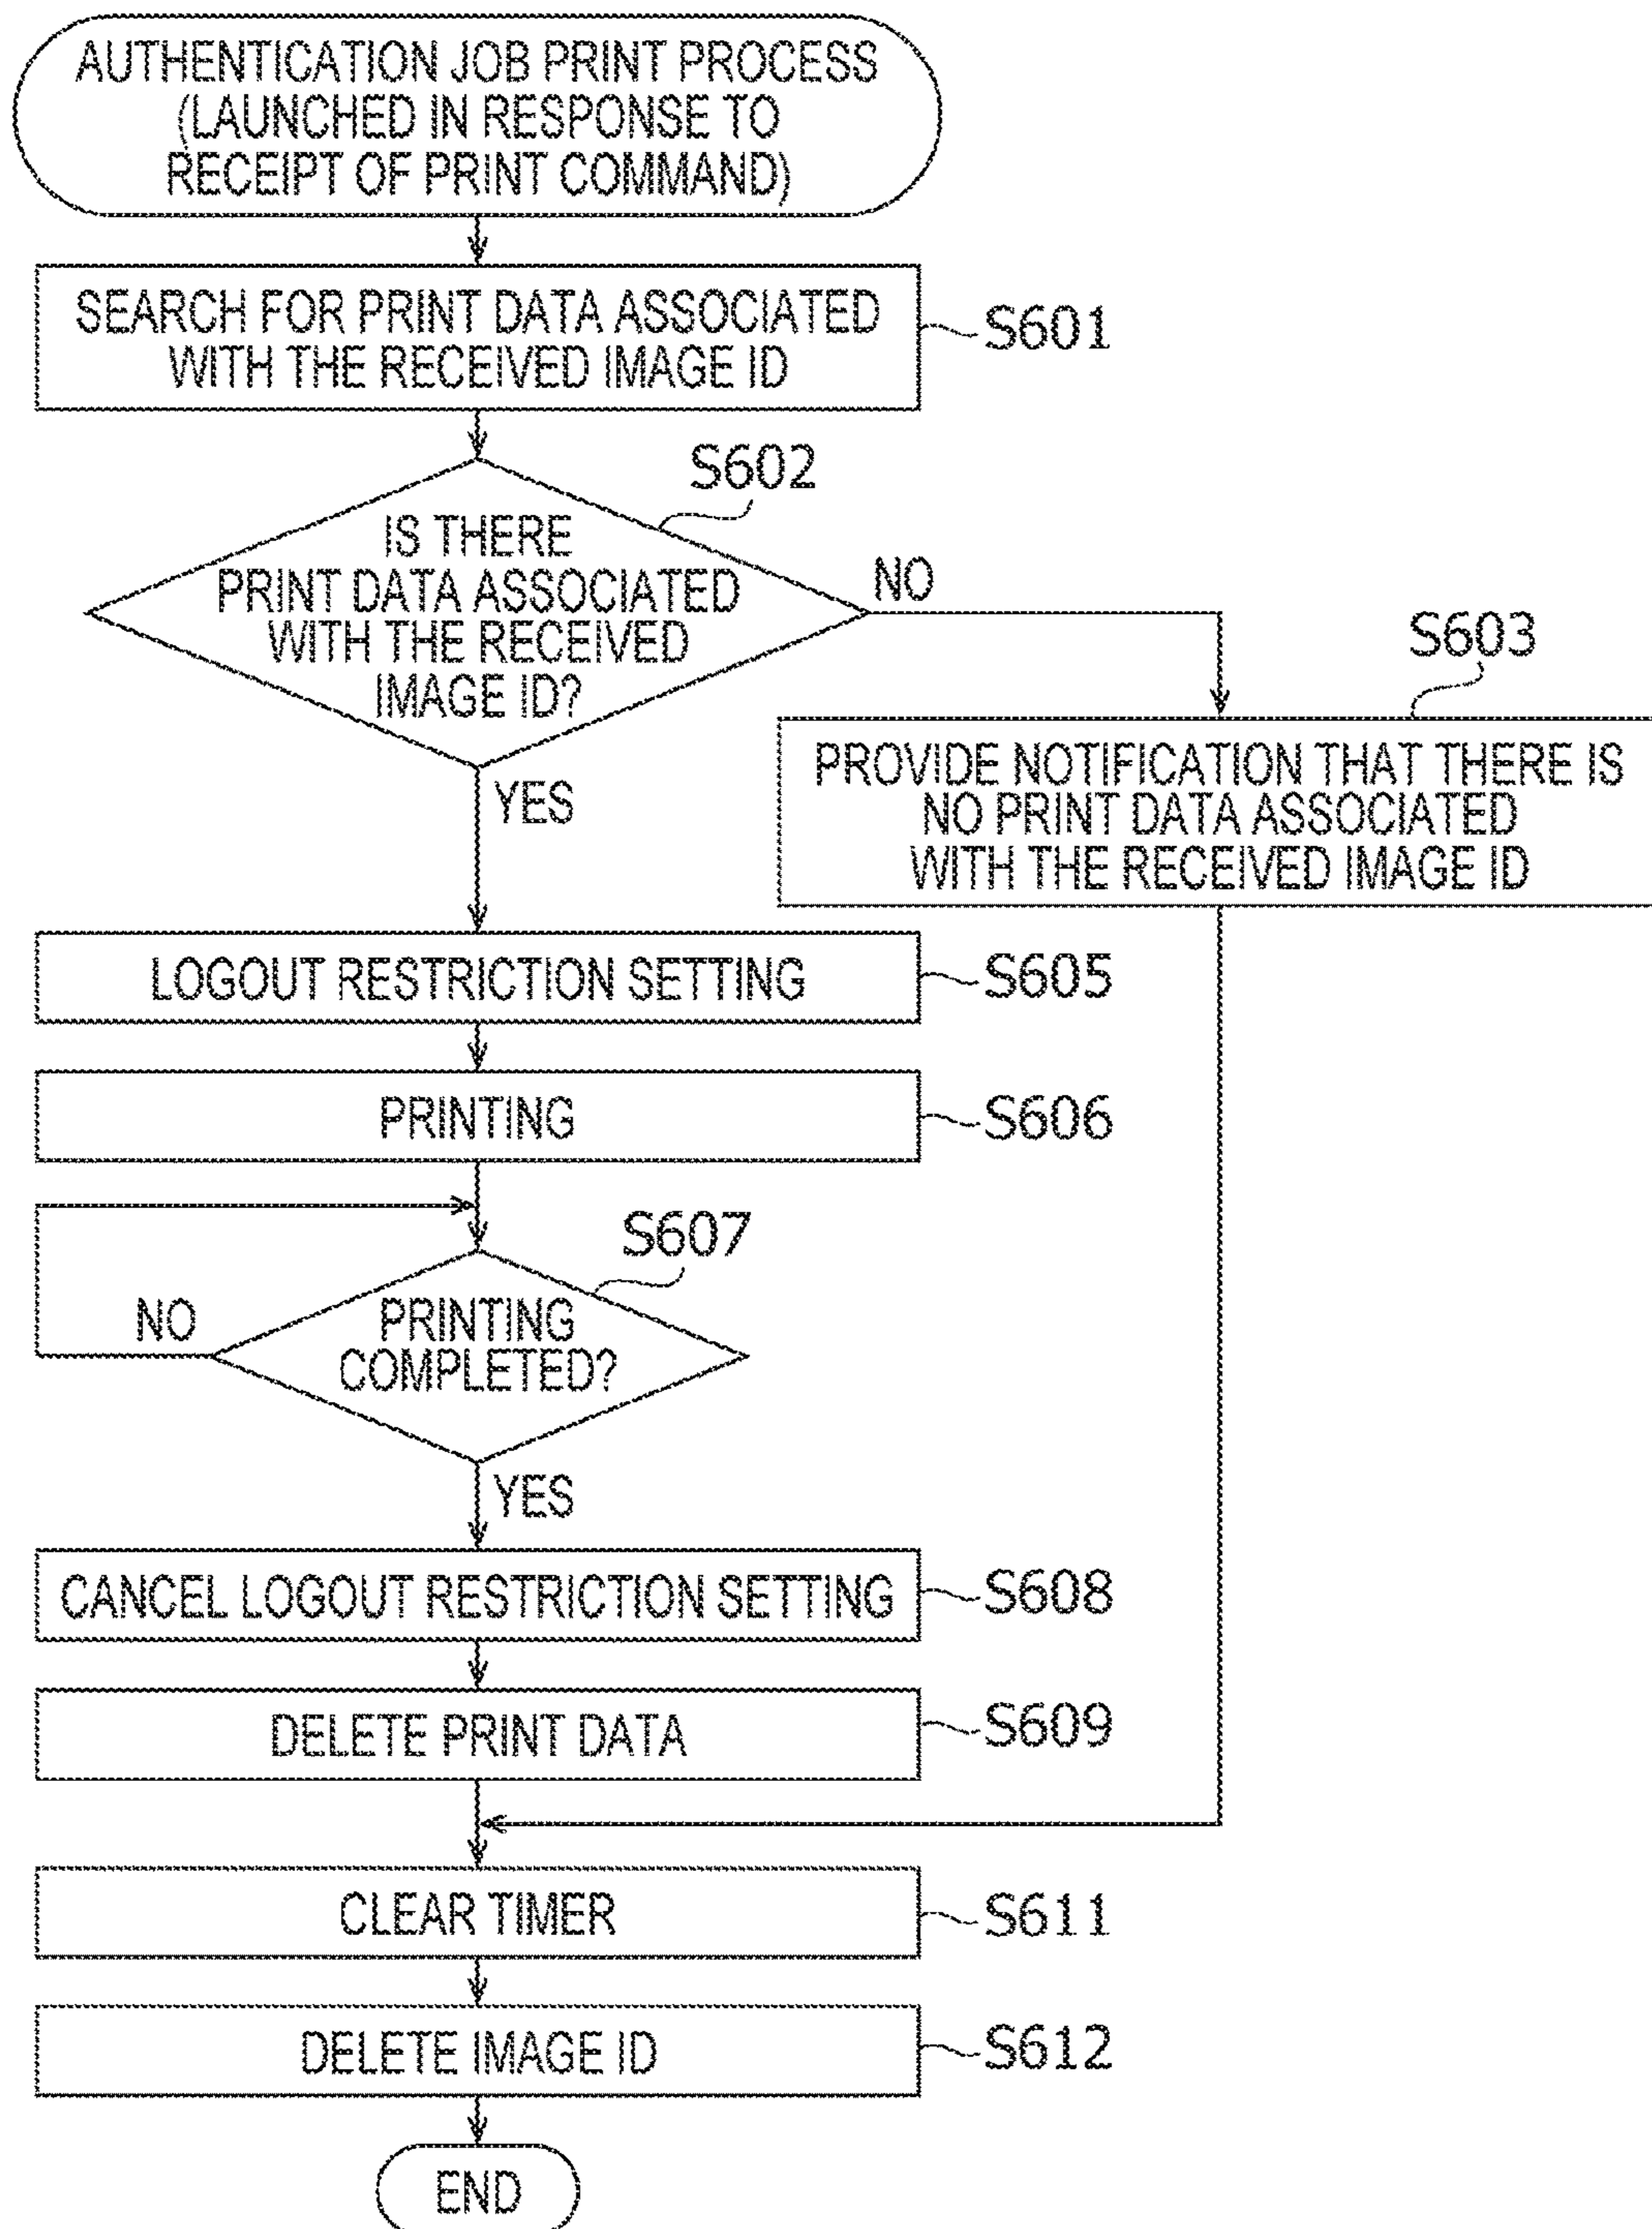 AUTHENTICATION JOB PRINT PROCESS
(LAUNCHED IN RESPONSE TO
RECEIPT OF PRINT COMMAND)
SEARCH FOR PRINT DATA ASSOCIATED
WITH THE RECEIVED IMAGE ID
S601
S602
IS THERE
PRINT DATA ASSOCIATED
WITH THE RECEIVED
IMAGE ID?
NO
YES
S603
PROVIDE NOTIFICATION THAT THERE IS
NO PRINT DATA ASSOCIATED
WITH THE RECEIVED IMAGE ID
LOGOUT RESTRICTION SETTING
S605
PRINTING
S606
S607
PRINTING
COMPLETED?
NO
YES
CANCEL LOGOUT RESTRICTION SETTING
S608
DELETE PRINT DATA
S609
CLEAR TIMER
S611
DELETE IMAGE ID
S612
END